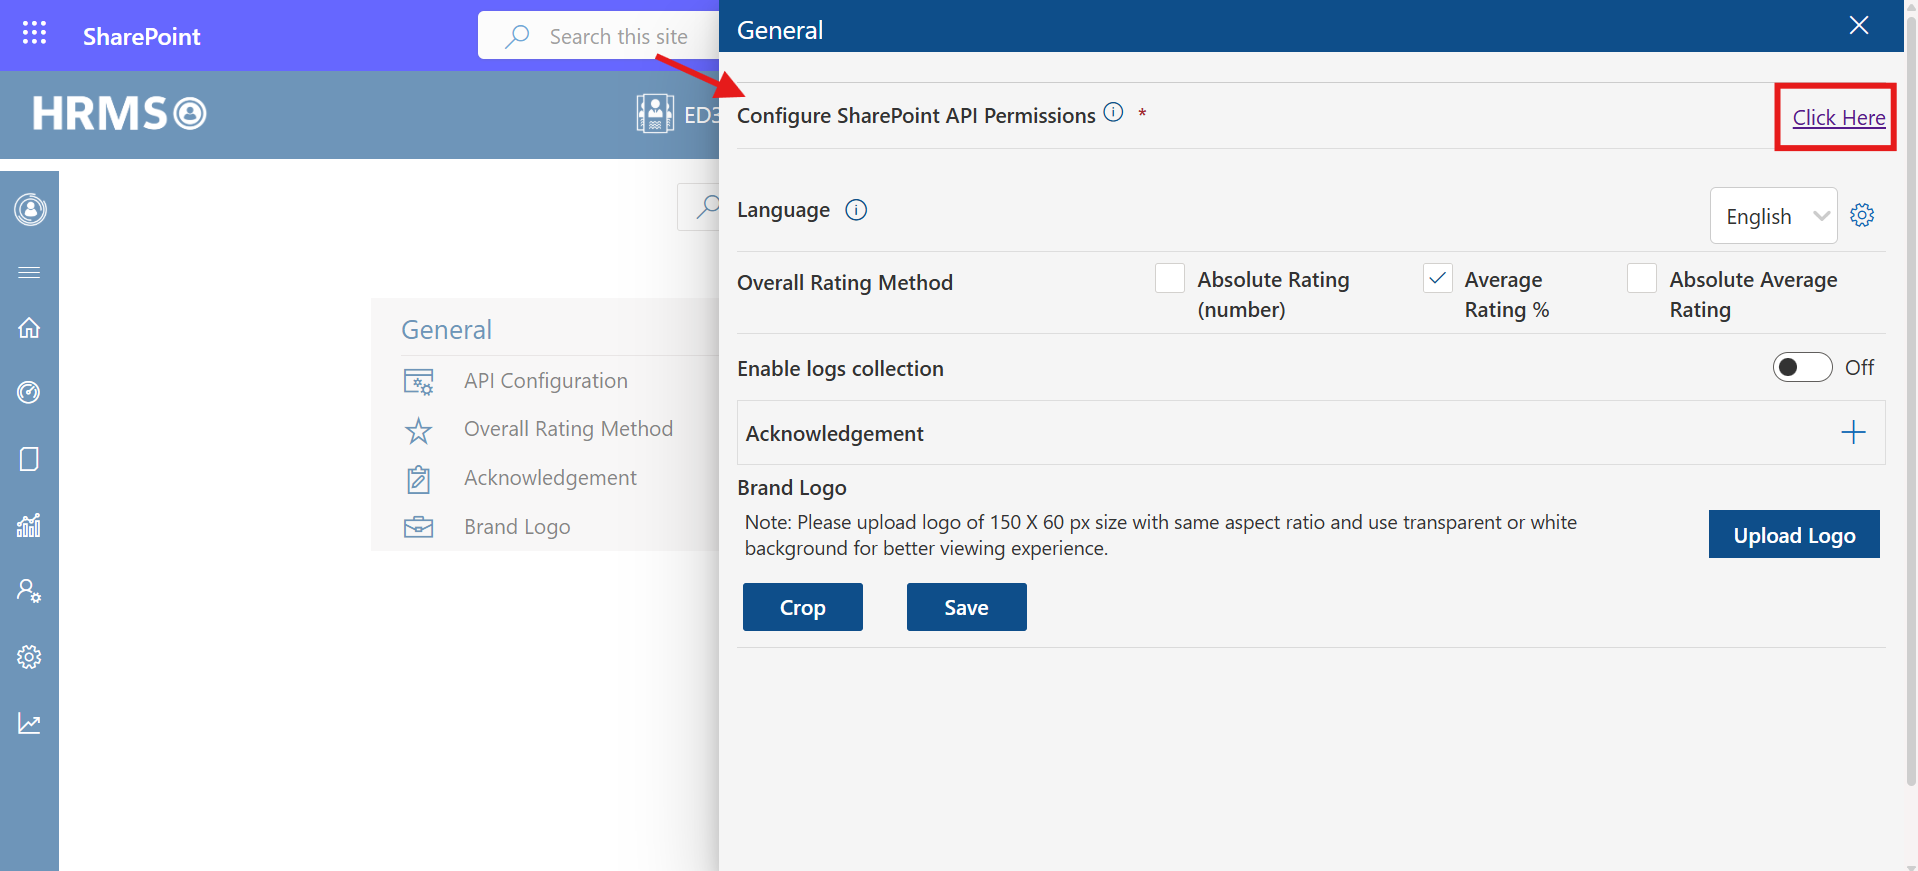 SharePoint
Search this site
General
HRMS
ED3
Configure SharePoint API Permissions *
Click Here
Language
English
Overall Rating Method
Absolute Rating
(number)
Average
Rating %
Absolute Average
Rating
General
API Configuration
Overall Rating Method
Acknowledgement
Brand Logo
Enable logs collection
Off
Acknowledgement
Brand Logo
Note: Please upload logo of 150 X 60 px size with same aspect ratio and use transparent or white
background for better viewing experience.
Upload Logo
Crop
Save